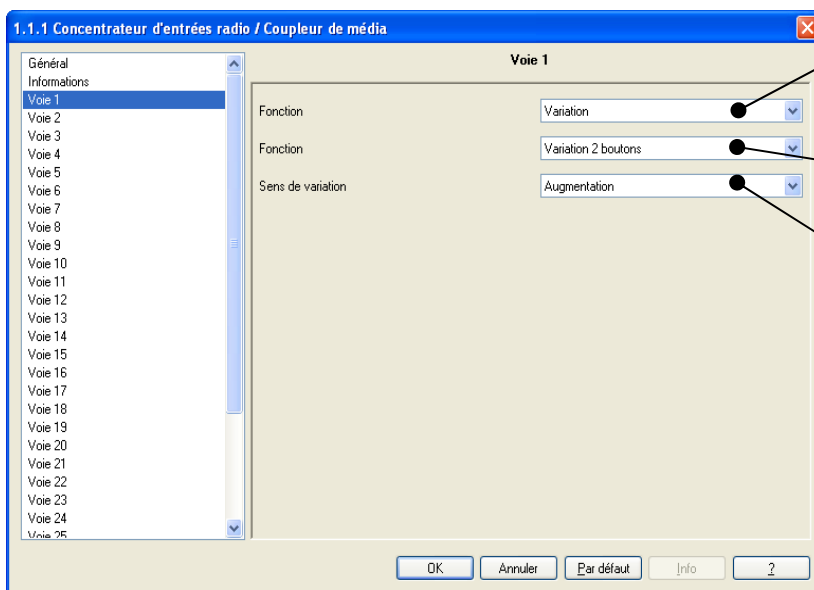 1.1.1 Concentrateur d'entrées radio / Coupleur de média
Général
Informations
Voie 1
Voie 2
Voie 3
Voie 4
Voie 5
Voie 6
Voie 7
Voie 8
Voie 9
Voie 10
Voie 11
Voie 12
Voie 13
Voie 14
Voie 15
Voie 16
Voie 17
Voie 18
Voie 19
Voie 20
Voie 21
Voie 22
Voie 23
Voie 24
Voie 25
Voie 1
Fonction Variation
Fonction Variation 2 boutons
Sens de variation Augmentation
OK Annuler Par défaut Info ?